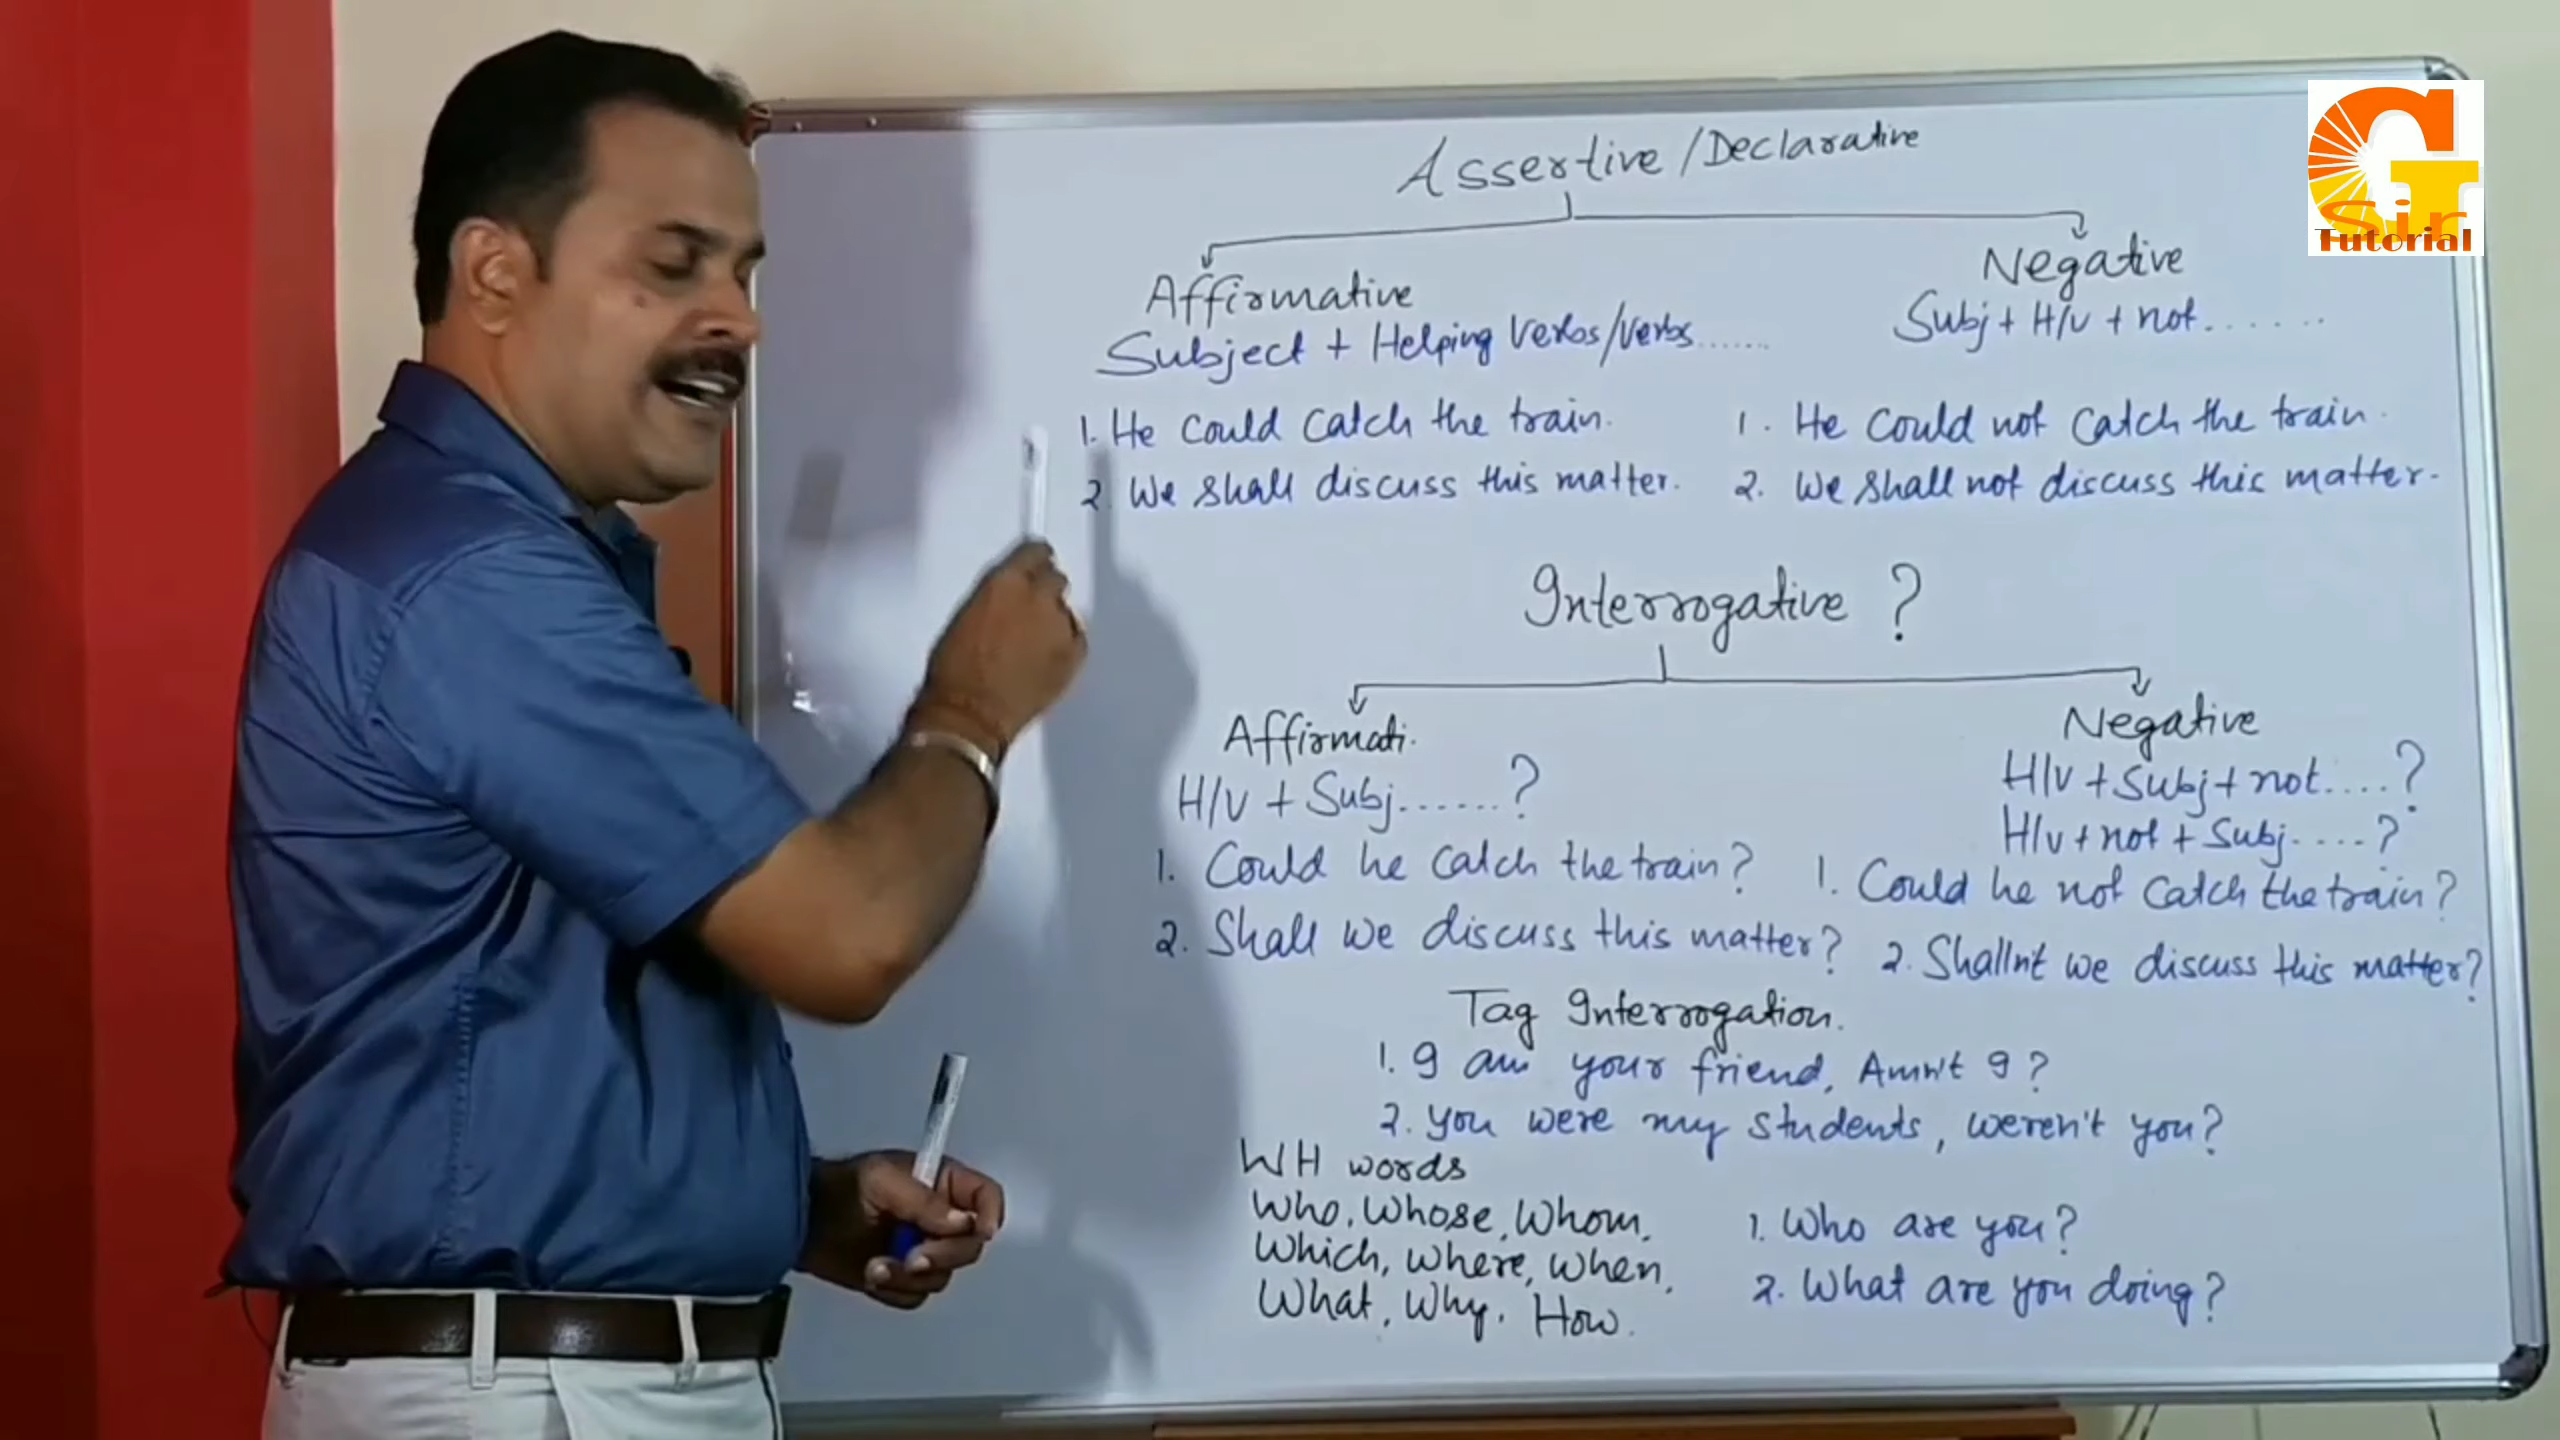 Assertive / Declarative
Affirmative
Subject + Helping Verbs/Verbs.......
1. He could catch the train.
2. We shall discuss this matter.
Negative
Subj + H/V + not.......
1. He could not catch the train.
2. We shall not discuss this matter.
Interrogative ?
Affirmati.
H/V + Subj.......?
1. Could he catch the train?
2. Shall we discuss this matter?
Negative
H/V + Subj + not.....?
H/V + not + Subj.....?
1. Could he not catch the train?
2. Shalln't we discuss this matter?
Tag Interrogation.
1. I am your friend, Amn't I?
2. You were my students, weren't you?
WH words
Who, Whose, Whom,
Which, Where, When,
What, Why, How.
1. Who are you?
2. What are you doing?
GT
Sir
Tutorial